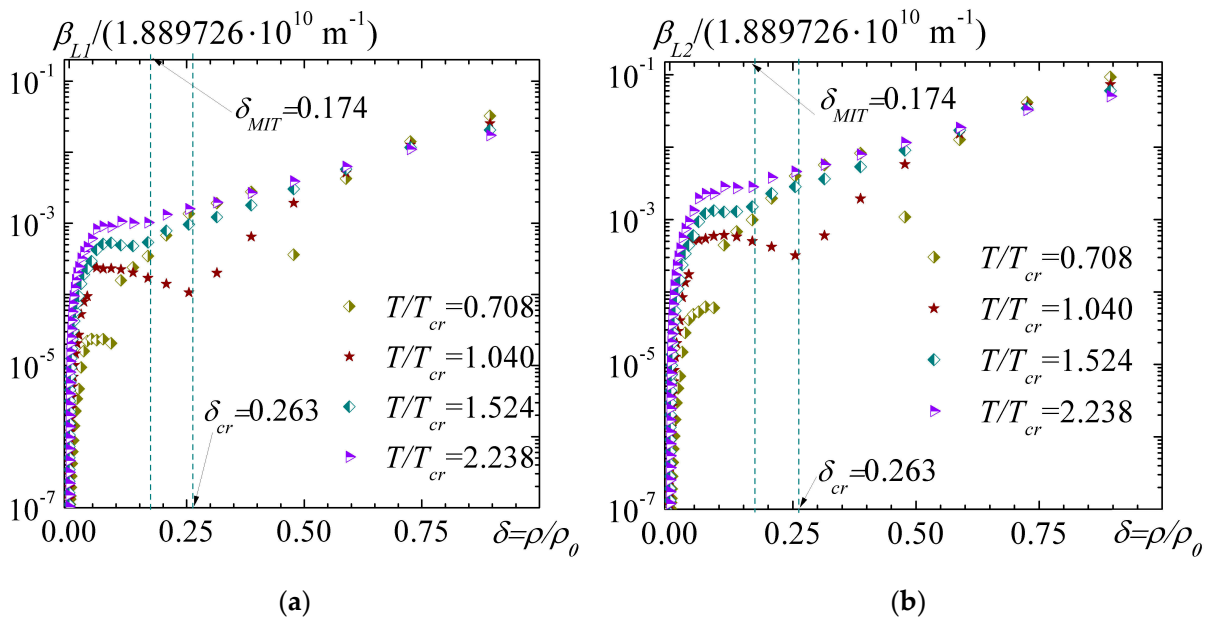 β_L1/(1.889726·10^10 m^-1)
10^-1
δ_MIT=0.174
10^-3
T/T_cr=0.708
T/T_cr=1.040
10^-5
T/T_cr=1.524
δ_cr=0.263
T/T_cr=2.238
10^-7
0.00 0.25 0.50 0.75 δ=ρ/ρ_0
(a)
β_L2/(1.889726·10^10 m^-1)
10^-1
δ_MIT=0.174
10^-3
T/T_cr=0.708
T/T_cr=1.040
10^-5
T/T_cr=1.524
T/T_cr=2.238
δ_cr=0.263
10^-7
0.00 0.25 0.50 0.75 δ=ρ/ρ_0
(b)